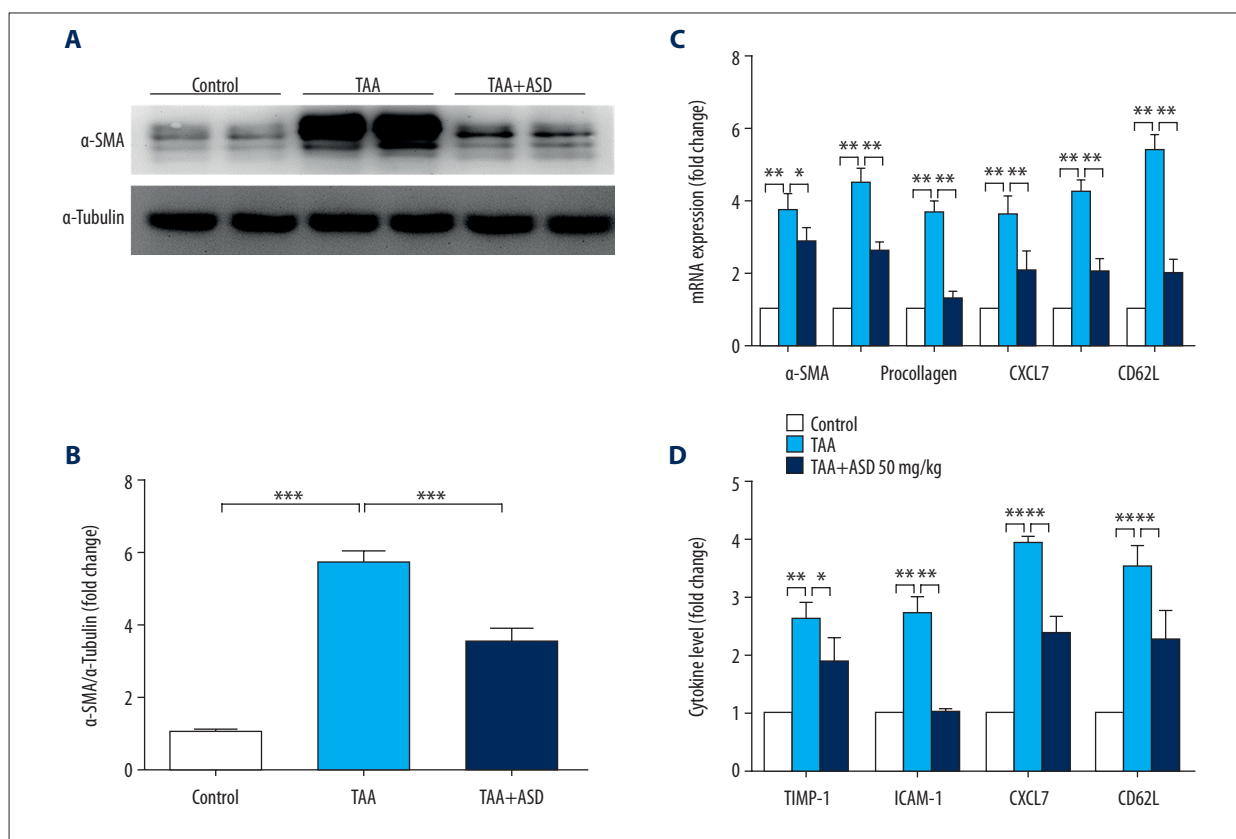 A
Control TAA TAA+ASD
α-SMA
α-Tubulin
B
8
6
4
2
0
α-SMA/α-Tubulin (fold change)
*** ***
Control TAA TAA+ASD
C
8
6
4
2
0
mRNA expression (fold change)
** *
** **
** **
** **
** **
** **
α-SMA Procollagen CXCL7 CD62L
Control
TAA
TAA+ASD 50 mg/kg
D
5
4
3
2
1
0
Cytokine level (fold change)
** *
** **
** **
** **
TIMP-1 ICAM-1 CXCL7 CD62L